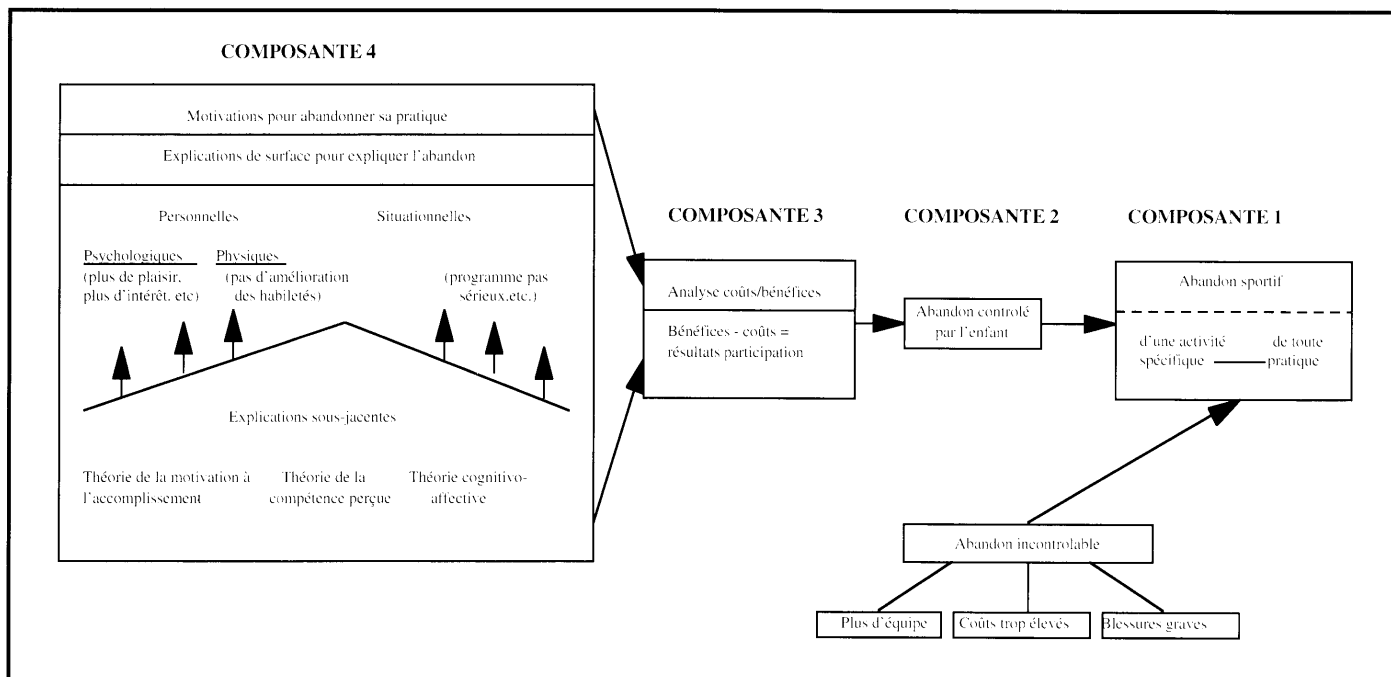 COMPOSANTE 4
Motivations pour abandonner sa pratique
Explications de surface pour expliquer l'abandon
Personnelles
Situationnelles
Psychologiques
(plus de plaisir,
plus d'intérêt, etc)
Physiques
(pas d'amélioration
des habiletés)
(programme pas
sérieux,etc.)
Explications sous-jacentes
Théorie de la motivation à
l'accomplissement
Théorie de la
compétence perçue
Théorie cognitivo-
affective
COMPOSANTE 3
Analyse coûts/bénéfices
Bénéfices - coûts =
résultats participation
COMPOSANTE 2
Abandon controlé
par l'enfant
COMPOSANTE 1
Abandon sportif
d'une activité
spécifique
de toute
pratique
Abandon incontrolable
Plus d'équipe
Coûts trop élevés
Blessures graves